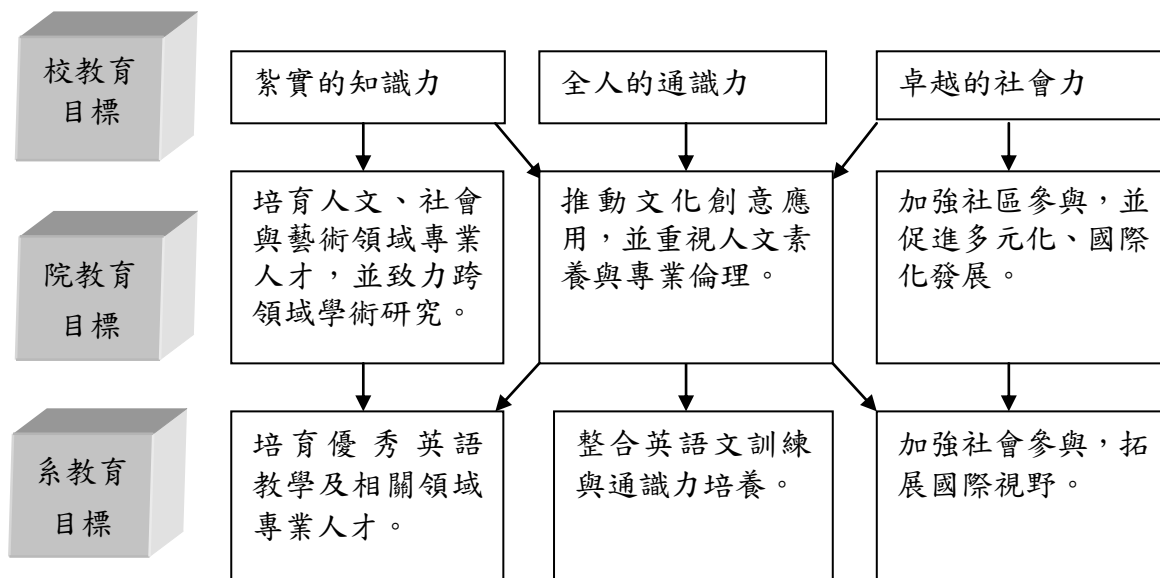 校教育
目標
紮實的知識力
全人的通識力
卓越的社會力
院教育
目標
培育人文、社會
與藝術領域專業
人才，並致力跨
領域學術研究。
推動文化創意應
用，並重視人文素
養與專業倫理。
加強社區參與，並
促進多元化、國際
化發展。
系教育
目標
培育優 秀 英語
教學及相關領域
專業人才。
整合英語文訓練
與通識力培養。
加強社會參與，拓
展國際視野。